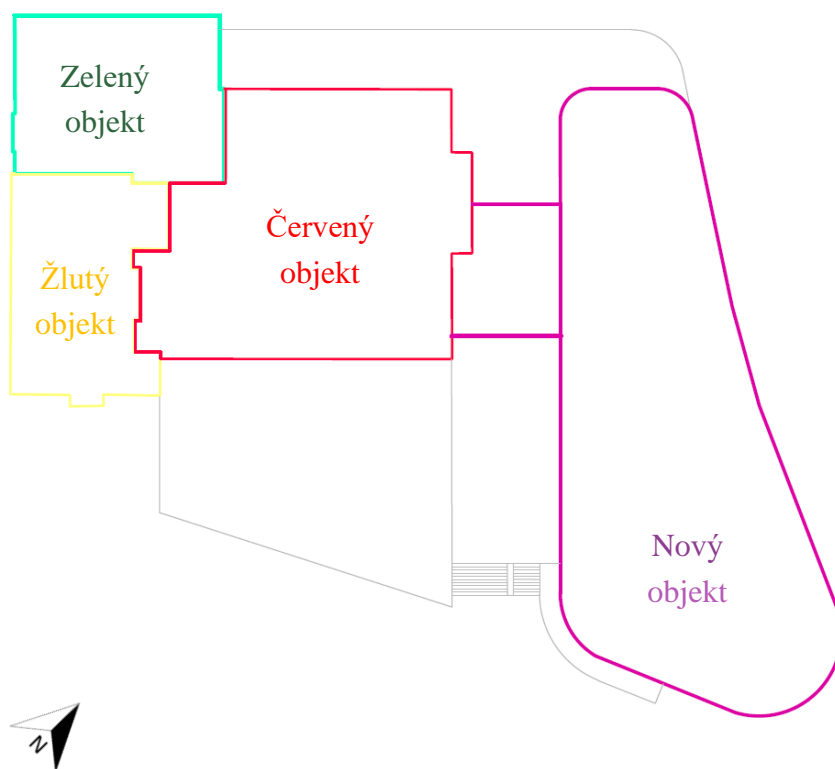 Zelený
objekt
Červený
objekt
Žlutý
objekt
Nový
objekt
N